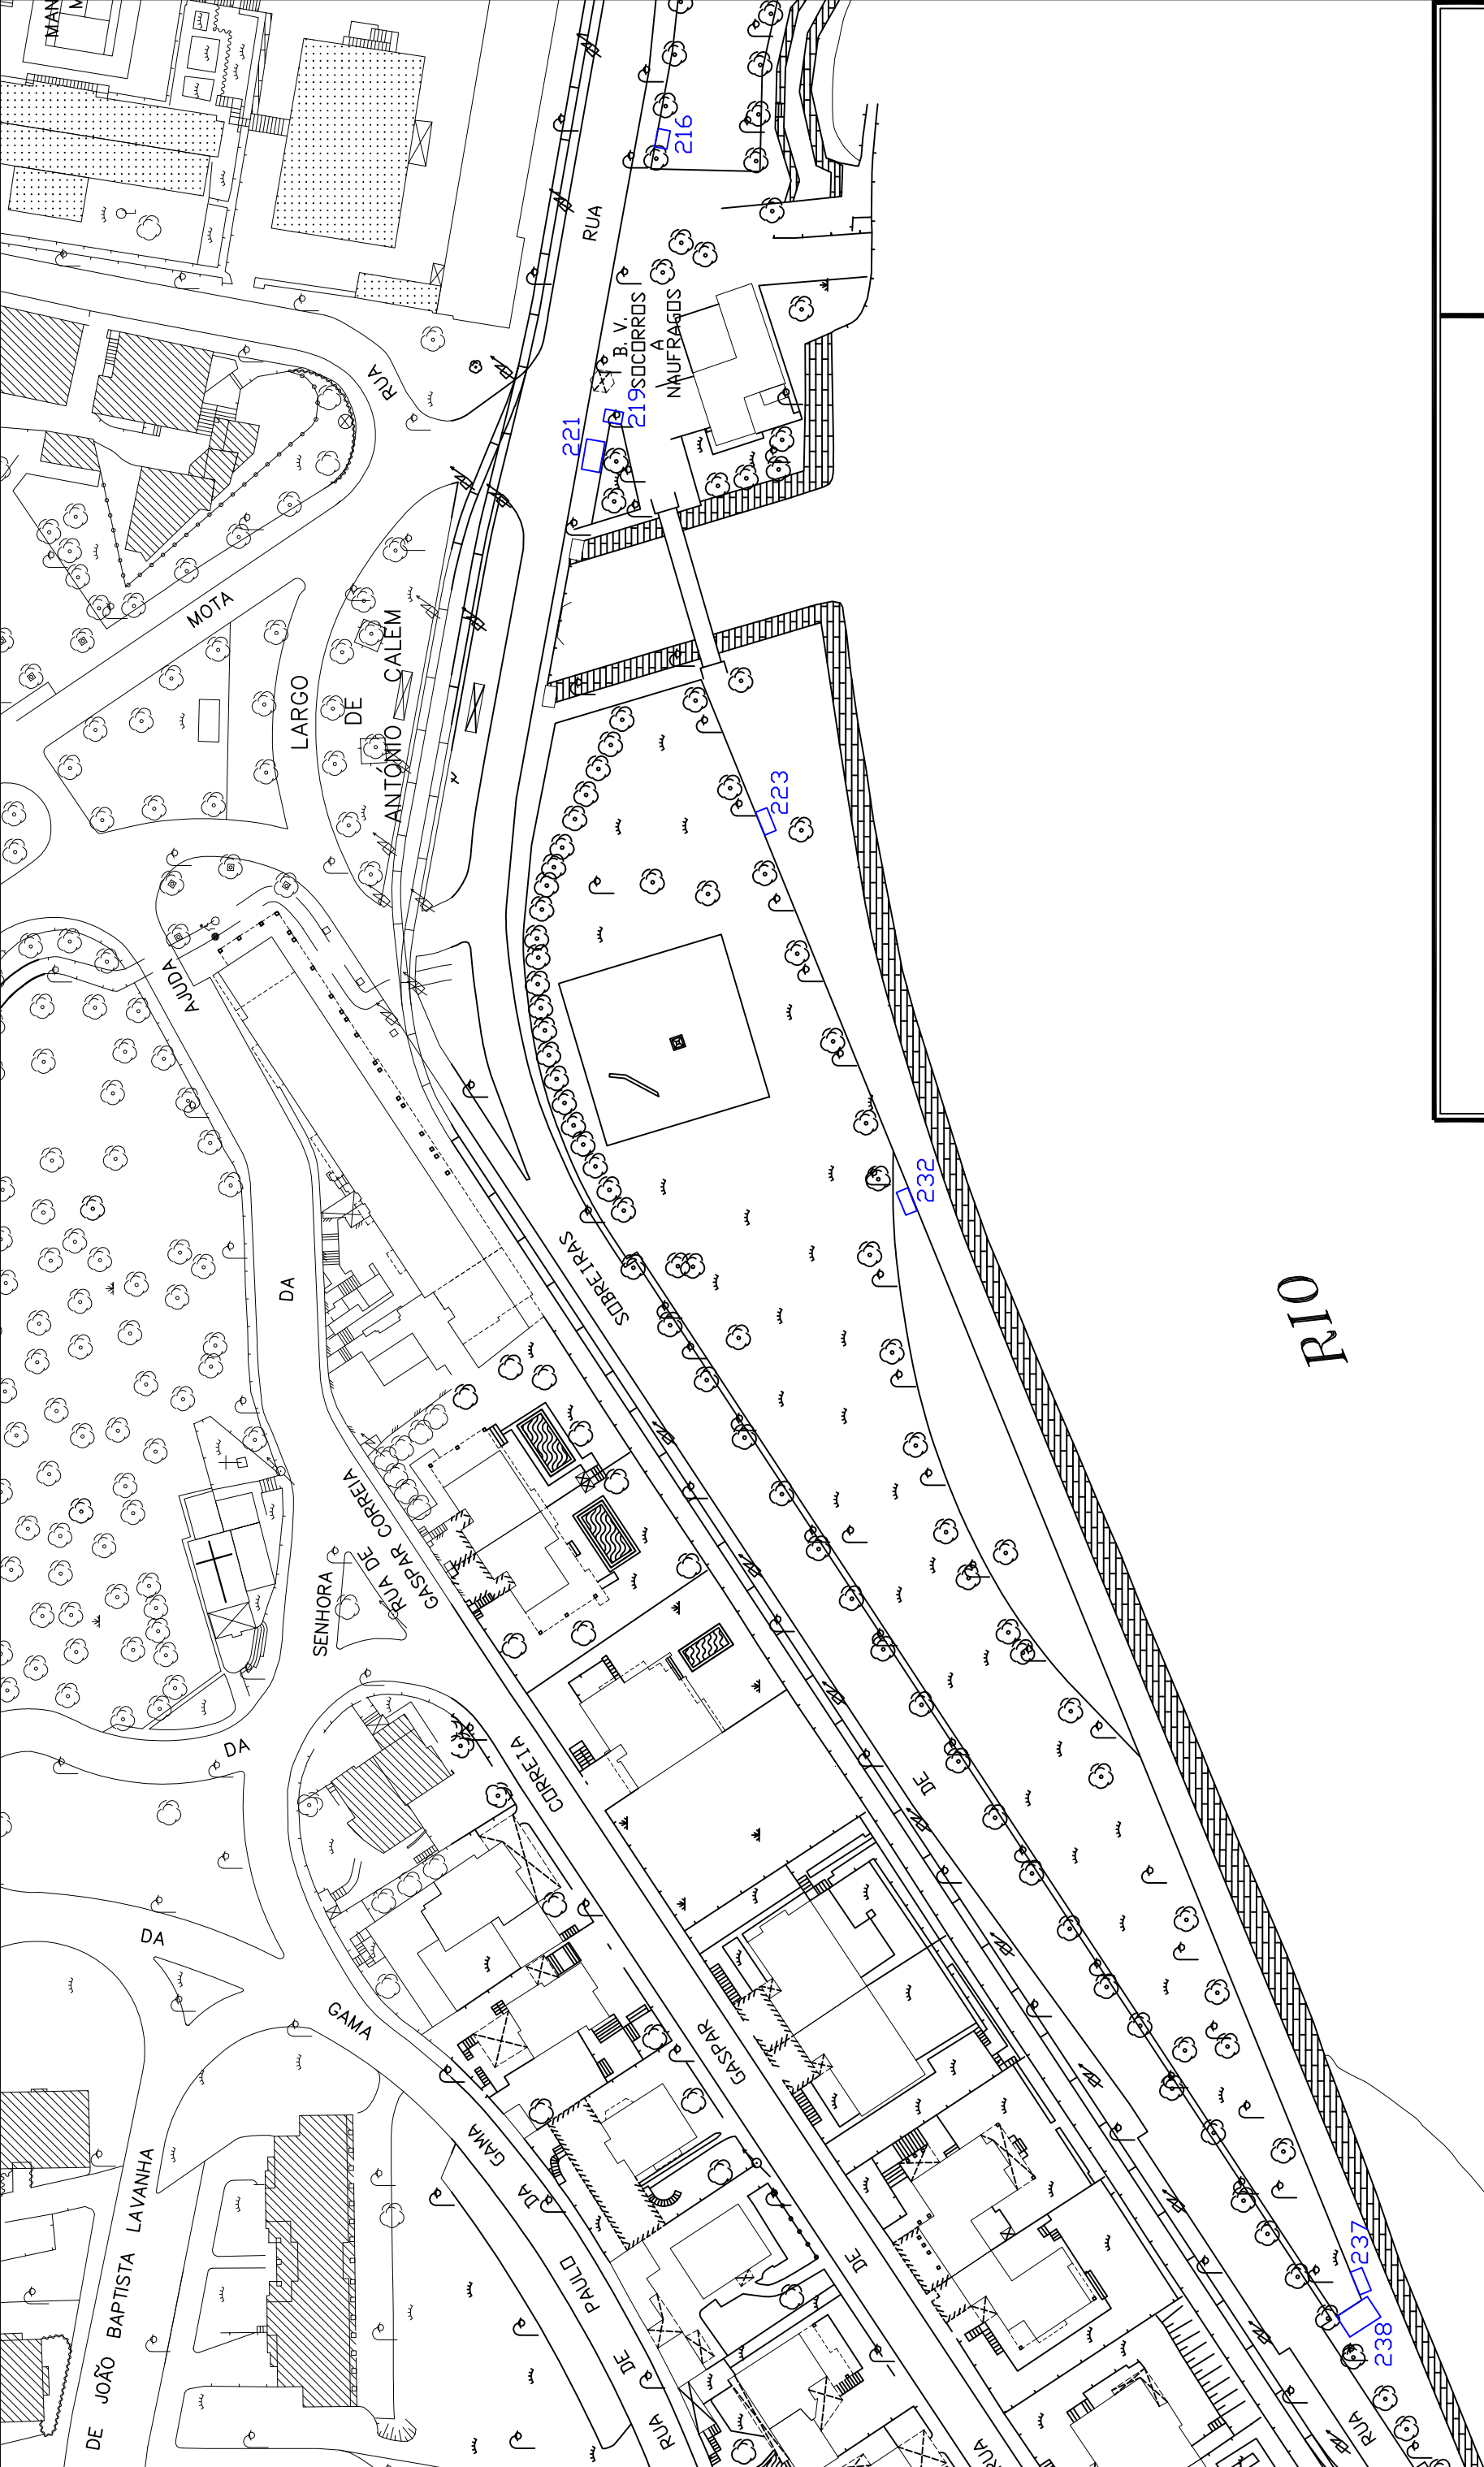 MAN
M
216
RUA
B. V.
SOCORROS
A
NAUFRAGOS
RUA
219
221
MOTA
LARGO
DE
ANTÓNIO CALEM
223
AJUDA
232
SOBREIRAS
DA
RIO
RUA DE
GASPAR CORREIA
SENHORA
DA
CORREIA
DE
DA
GAMA
GASPAR
GAMA
DA
DE JOÃO BAPTISTA LAVANHA
PAULO
DE
DE
RUA
237
238
RUA
RUA